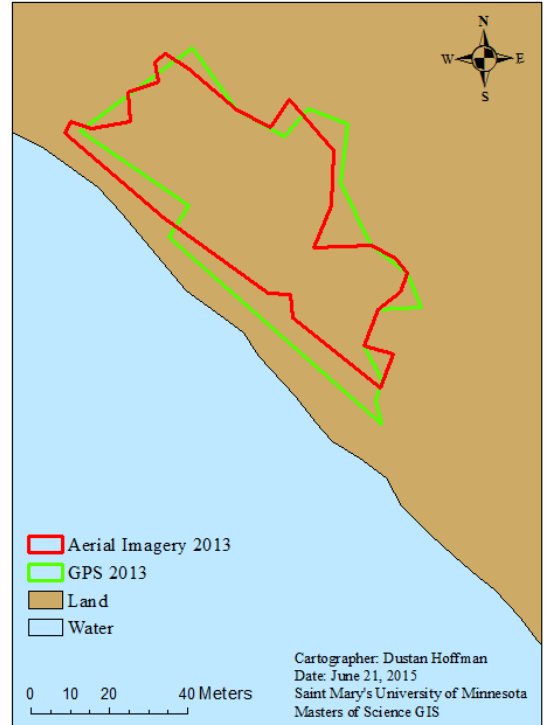 N
W E
S
Aerial Imagery 2013
GPS 2013
Land
Water
Cartographer: Dustan Hoffman
Date: June 21, 2015
Saint Mary's University of Minnesota
Masters of Science GIS
0 10 20 40 Meters